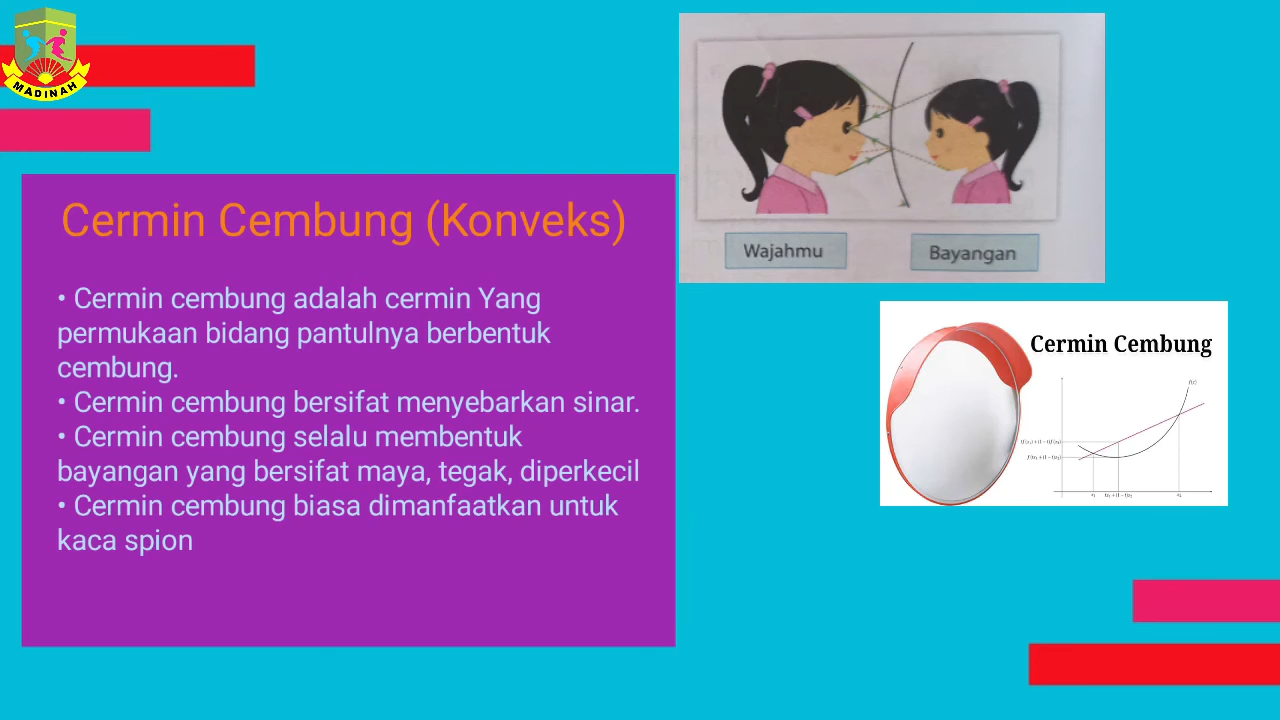 MADINAH
Cermin Cembung (Konveks)
• Cermin cembung adalah cermin Yang
permukaan bidang pantulnya berbentuk
cembung.
• Cermin cembung bersifat menyebarkan sinar.
• Cermin cembung selalu membentuk
bayangan yang bersifat maya, tegak, diperkecil
• Cermin cembung biasa dimanfaatkan untuk
kaca spion
Wajahmu
Bayangan
Cermin Cembung